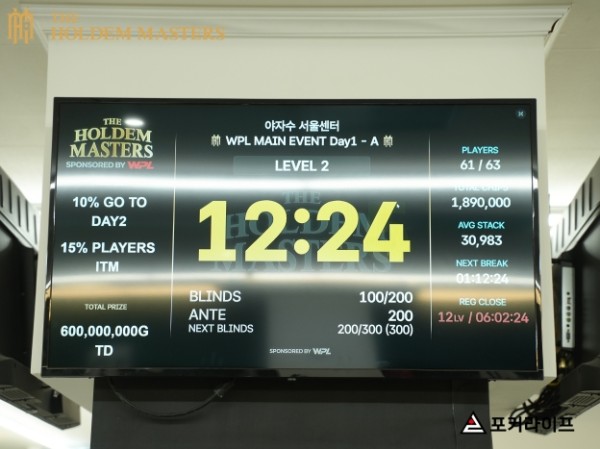 THE
HOLDEM MASTERS
THE
HOLDEM
MASTERS
SPONSORED BY WPL
10% GO TO
DAY2
15% PLAYERS
ITM
TOTAL PRIZE
600,000,000G
TD
야자수 서울센터
WPL MAIN EVENT Day1 - A
LEVEL 2
THE
HOLDEM
MASTERS
12:24
BLINDS 100/200
ANTE 200
NEXT BLINDS 200/300 (300)
SPONSORED BY WPL
PLAYERS
61 / 63
TOTAL CHIPS
1,890,000
AVG STACK
30,983
NEXT BREAK
01:12:24
REG CLOSE
12LV / 06:02:24
포커라이프